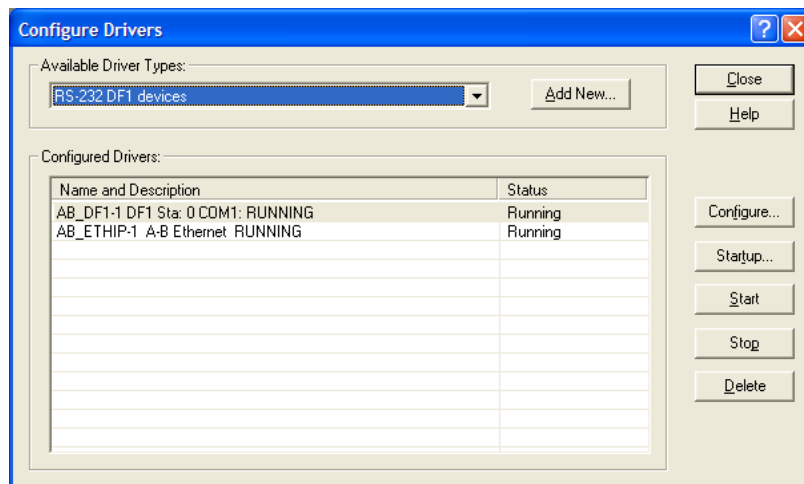 Configure Drivers
Available Driver Types:
RS-232 DF1 devices
Add New...
Close
Help
Configured Drivers:
Name and Description Status
AB_DF1-1 DF1 Sta: 0 COM1: RUNNING Running
AB_ETHIP-1 A-B Ethernet RUNNING Running
Configure...
Startup...
Start
Stop
Delete